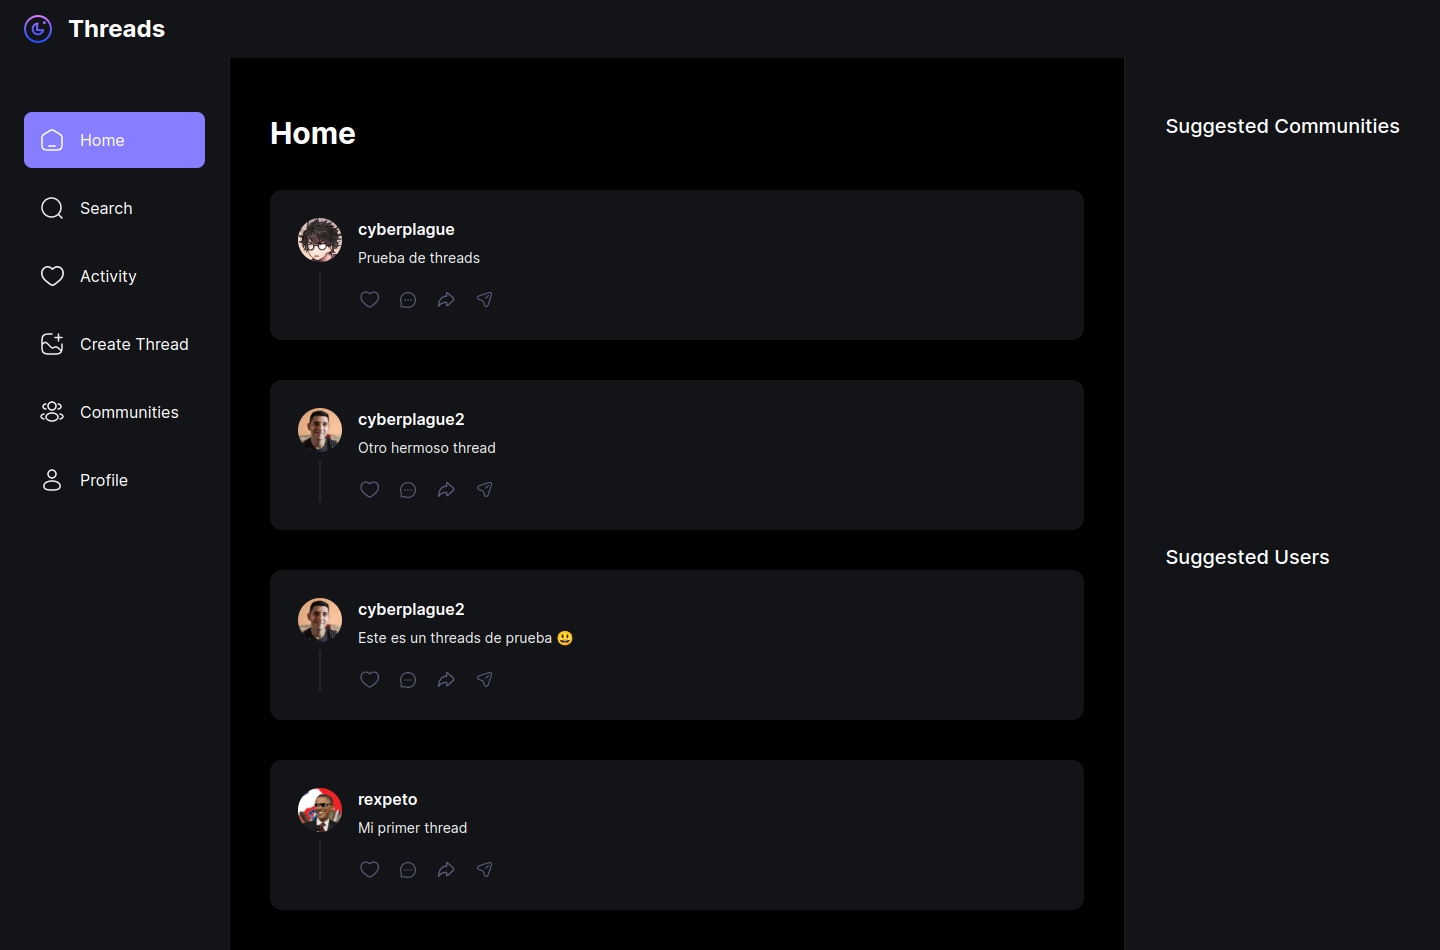 Threads
Home
Search
Activity
Create Thread
Communities
Profile
Home
cyberplague
Prueba de threads
cyberplague2
Otro hermoso thread
cyberplague2
Este es un threads de prueba 😃
rexpeto
Mi primer thread
Suggested Communities
Suggested Users